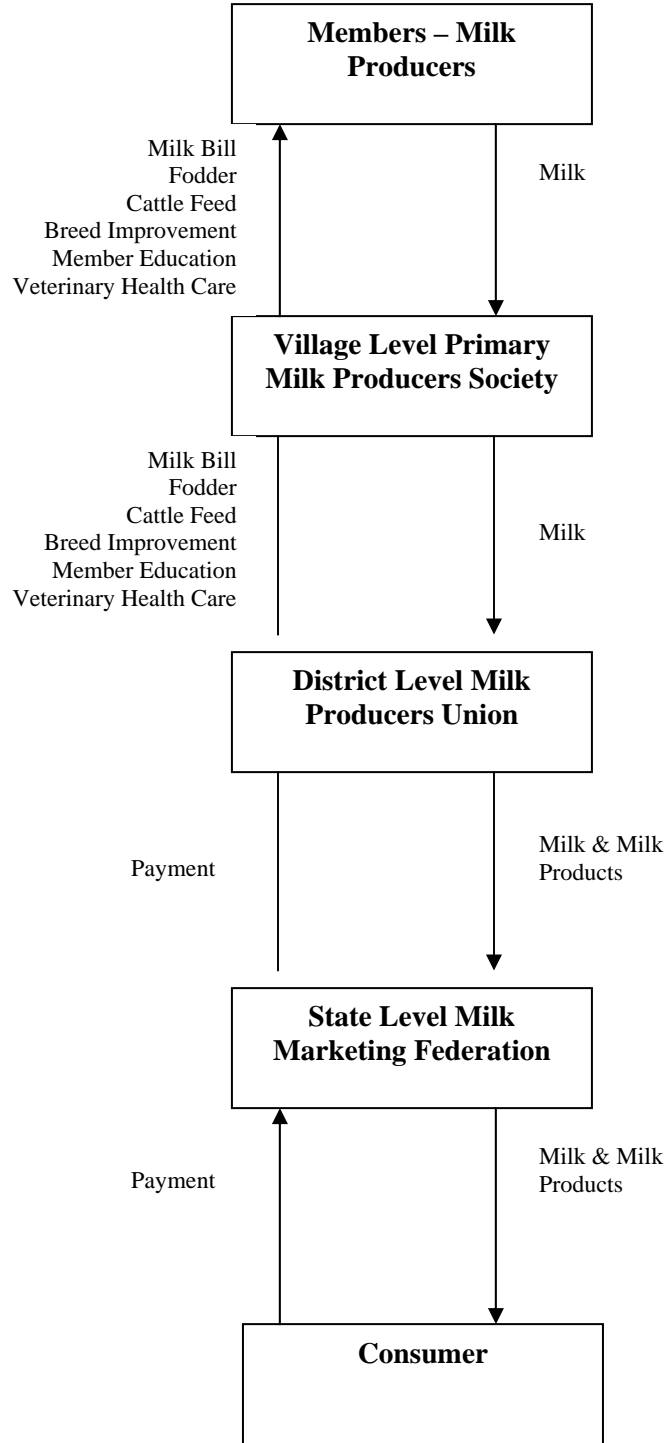 Members – Milk
Producers
Milk Bill
Fodder
Cattle Feed
Breed Improvement
Member Education
Veterinary Health Care
Milk
Village Level Primary
Milk Producers Society
Milk Bill
Fodder
Cattle Feed
Breed Improvement
Member Education
Veterinary Health Care
Milk
District Level Milk
Producers Union
Payment
Milk & Milk
Products
State Level Milk
Marketing Federation
Payment
Milk & Milk
Products
Consumer